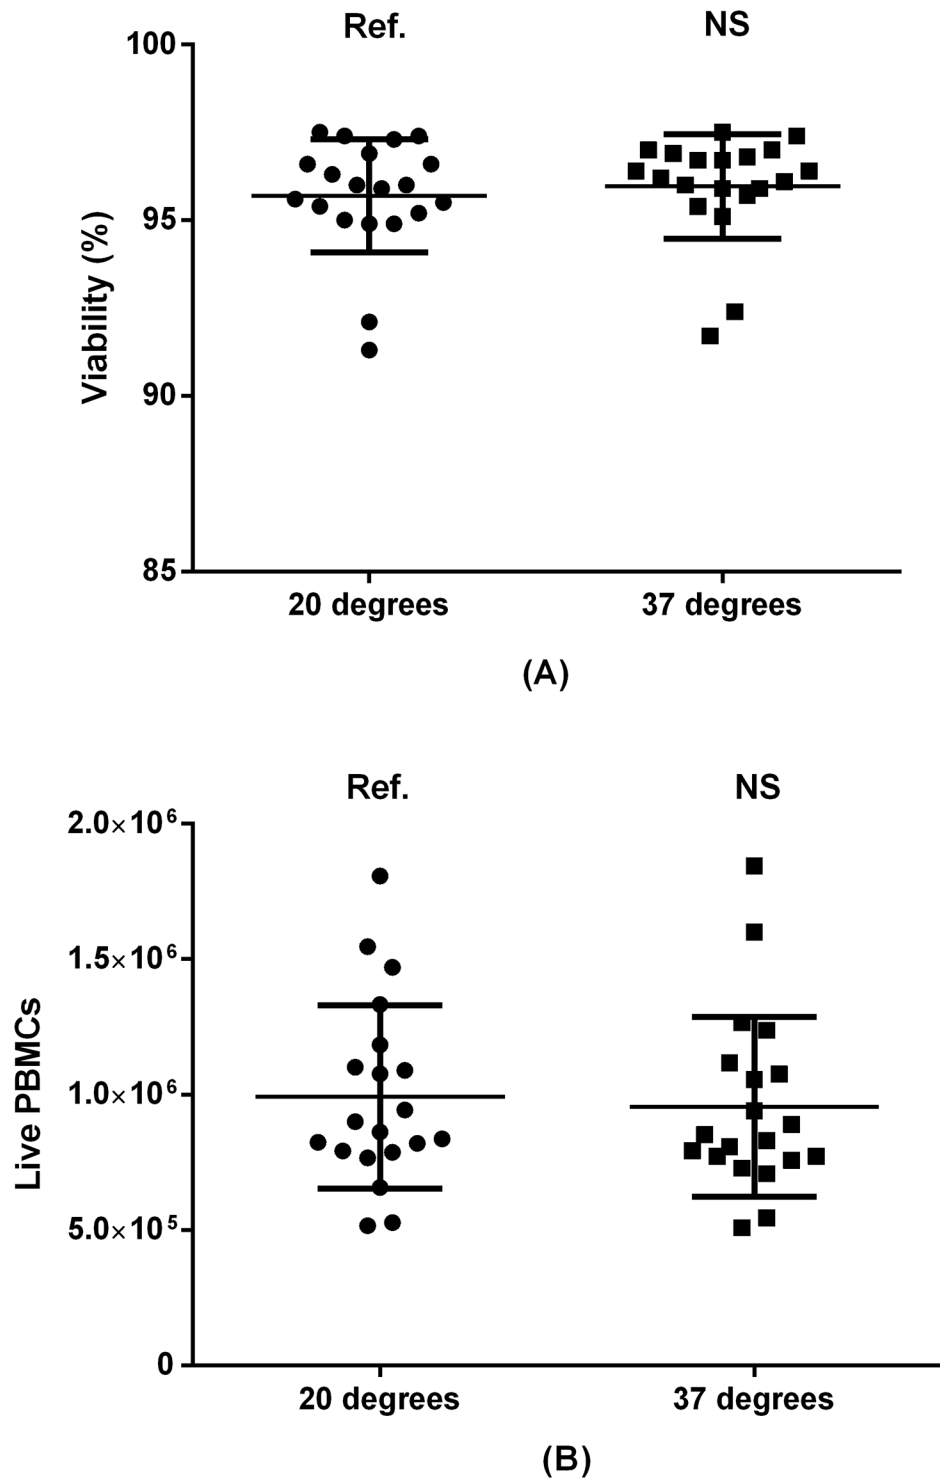 Ref. NS
100
95
90
85
Viability (%)
20 degrees 37 degrees
(A)
Ref. NS
2.0×10⁶
1.5×10⁶
1.0×10⁶
5.0×10⁵
0
Live PBMCs
20 degrees 37 degrees
(B)